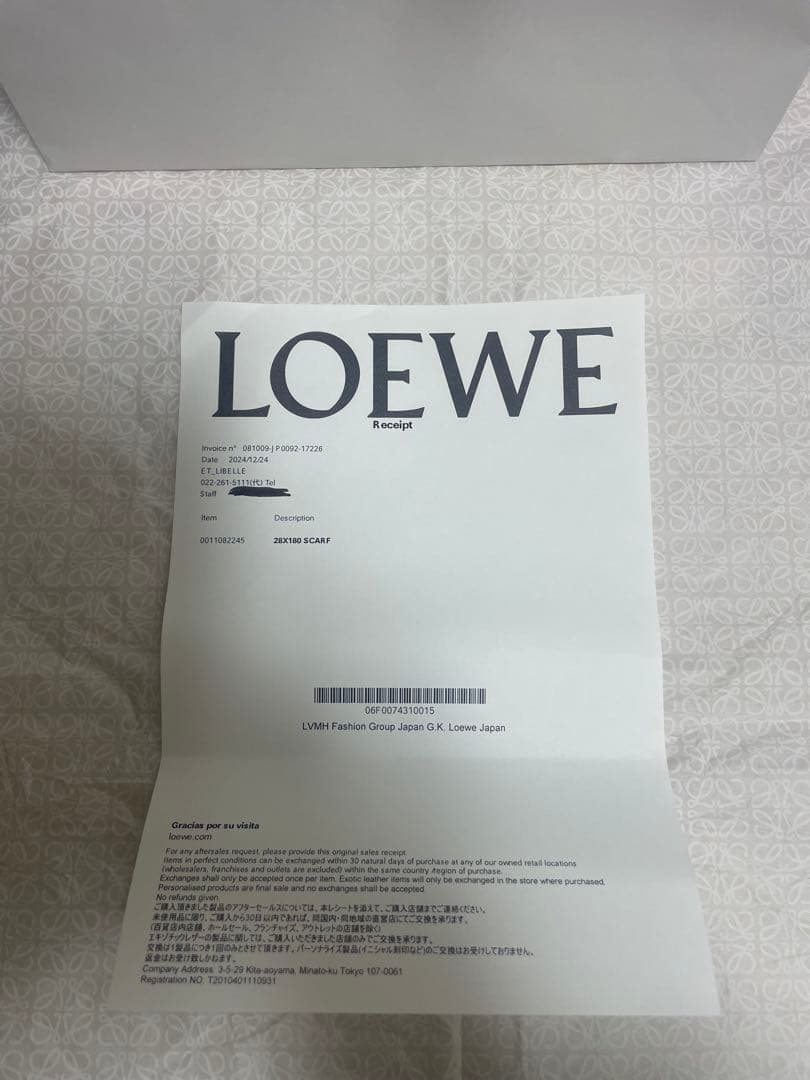 LOEWE
Receipt
Invoice n° 081009-JP0092-17226
Date 2024/12/24
ET_LIBELLE
022-261-5111(代) Tel
Staff
Item Description
0011082245 28X180 SCARF
06F0074310015
LVMH Fashion Group Japan G.K. Loewe Japan
Gracias por su visita
loewe.com
For any aftersales request, please provide this original sales receipt.
Items in perfect conditions can be exchanged within 30 natural days of purchase at any of our owned retail locations
(wholesalers, franchises and outlets are excluded) within the same country /region of purchase.
Exchanges shall only be accepted once per item. Exotic leather items will only be exchanged in the store where purchased.
Personalised products are final sale and no exchanges shall be accepted.
No refunds given.
ご購入頂きました製品のアフターセールスについては、本レシートを添えて、ご購入店舗までご連絡ください。
未使用品に限り、ご購入から30日以内であれば、同国内・同地域の直営店にてご交換を承ります。
(百貨店内店舗、ホールセール、フランチャイズ、アウトレットの店舗を除く)
エキゾチックレザーの製品に関しては、ご購入いただきました店舗のみでご交換を承ります。
交換は1製品につき1回のみとさせて頂きます。パーソナライズ製品(イニシャル刻印など)のご交換はお受けしておりません。
返金はお受け致しかねます。
Company Address: 3-5-29 Kita-aoyama, Minato-ku Tokyo 107-0061
Registration NO: T2010401110931